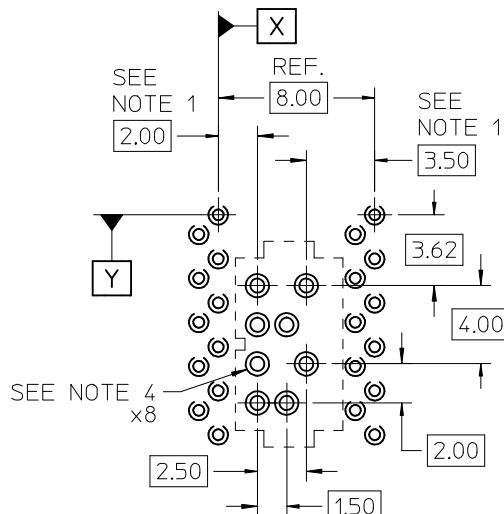 X
REF.
8.00
SEE
NOTE 1
2.00
SEE
NOTE 1
3.50
Y
3.62
4.00
SEE NOTE 4
x8
2.00
2.50
1.50